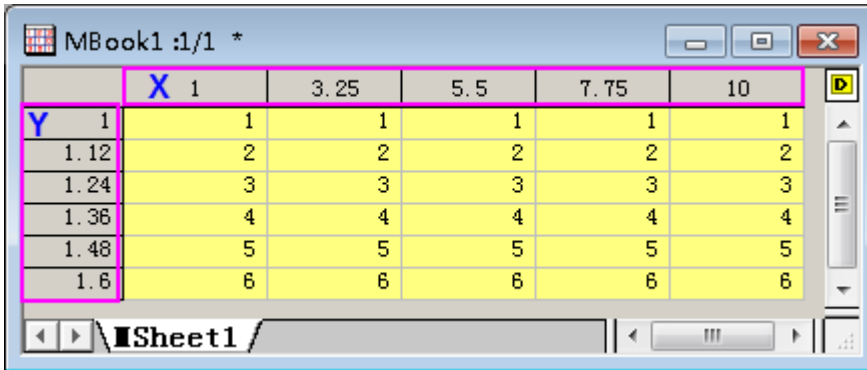 MBook1 :1/1 *
X 1 3.25 5.5 7.75 10 D
Y 1 1 1 1 1 1
1.12 2 2 2 2 2
1.24 3 3 3 3 3
1.36 4 4 4 4 4
1.48 5 5 5 5 5
1.6 6 6 6 6 6
MSheet1